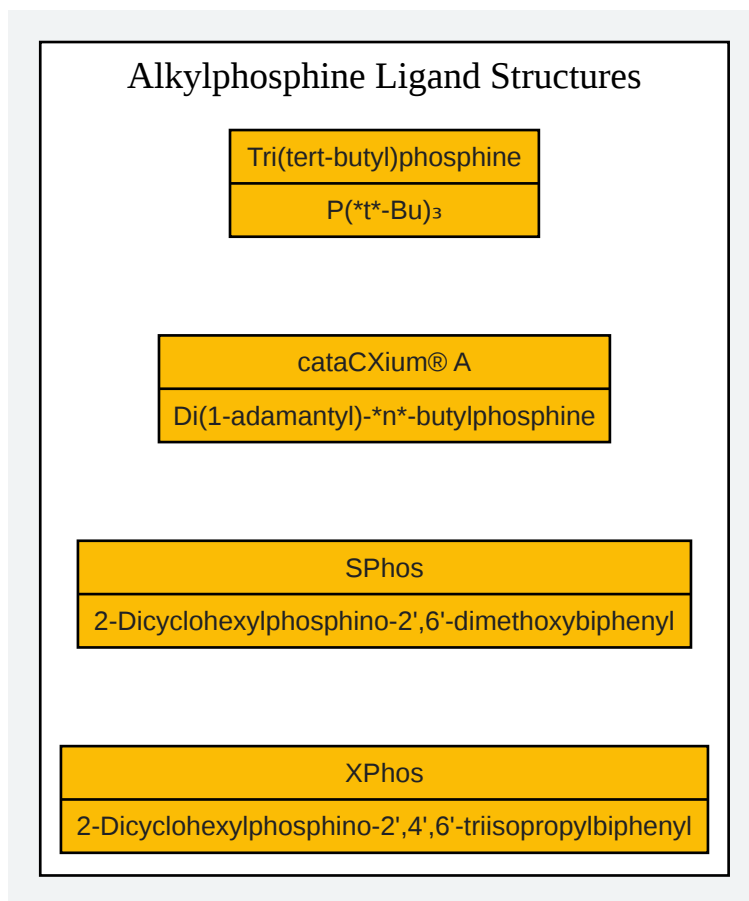 Alkylphosphine Ligand Structures
Tri(tert-butyl)phosphine
P(*t*-Bu)₃
cataCXium® A
Di(1-adamantyl)-*n*-butylphosphine
SPhos
2-Dicyclohexylphosphino-2',6'-dimethoxybiphenyl
XPhos
2-Dicyclohexylphosphino-2',4',6'-triisopropylbiphenyl